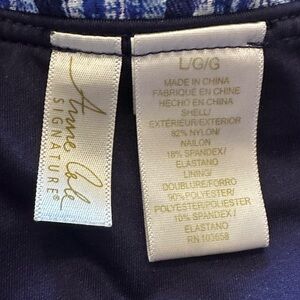 Anne Cole
SIGNATURE®
L/G/G
MADE IN CHINA
FABRIQUE EN CHINE
HECHO EN CHINA
SHELL/
EXTÉRIEUR/EXTERIOR
82% NYLON/
NAILON
18% SPANDEX/
ELASTANO
LINING/
DOUBLURE/FORRO
90% POLYESTER/
POLYESTER/POLIESTER
10% SPANDEX/
ELASTANO
RN 103658